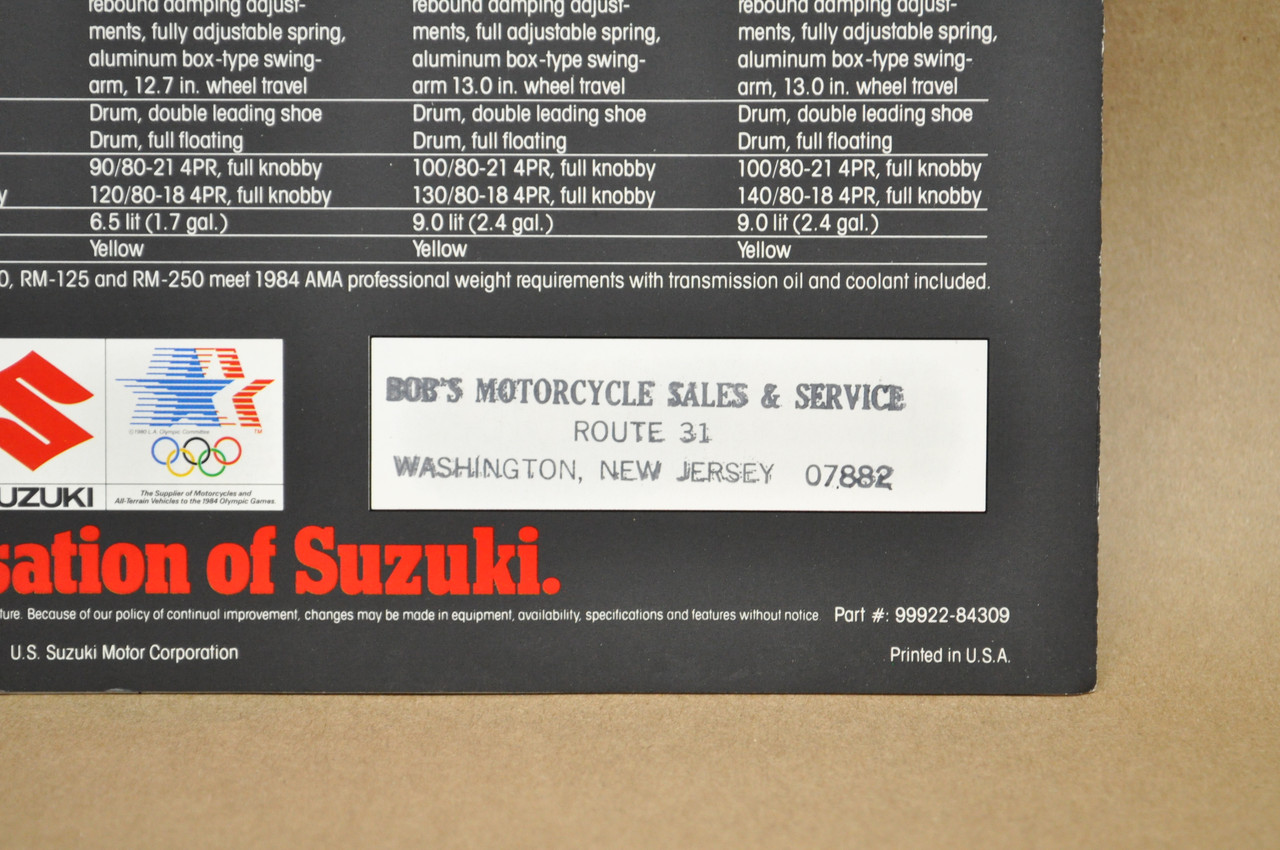 rebound damping adjust-
ments, fully adjustable spring,
aluminum box-type swing-
arm, 12.7 in. wheel travel
Drum, double leading shoe
Drum, full floating
90/80-21 4PR, full knobby
120/80-18 4PR, full knobby
6.5 lit (1.7 gal.)
Yellow
rebound damping adjust-
ments, full adjustable spring,
aluminum box-type swing-
arm 13.0 in. wheel travel
Drum, double leading shoe
Drum, full floating
100/80-21 4PR, full knobby
130/80-18 4PR, full knobby
9.0 lit (2.4 gal.)
Yellow
rebound damping adjust-
ments, fully adjustable spring,
aluminum box-type swing-
arm, 13.0 in. wheel travel
Drum, double leading shoe
Drum, full floating
100/80-21 4PR, full knobby
140/80-18 4PR, full knobby
9.0 lit (2.4 gal.)
Yellow
0, RM-125 and RM-250 meet 1984 AMA professional weight requirements with transmission oil and coolant included.
UZUKI
©1980 L.A. Olympic Committee TM
The Supplier of Motorcycles and
All-Terrain Vehicles to the 1984 Olympic Games.
BOB'S MOTORCYCLE SALES & SERVICE
ROUTE 31
WASHINGTON, NEW JERSEY 07882
sation of Suzuki.
ture. Because of our policy of continual improvement, changes may be made in equipment, availability, specifications and features without notice Part #: 99922-84309
U.S. Suzuki Motor Corporation Printed in U.S.A.